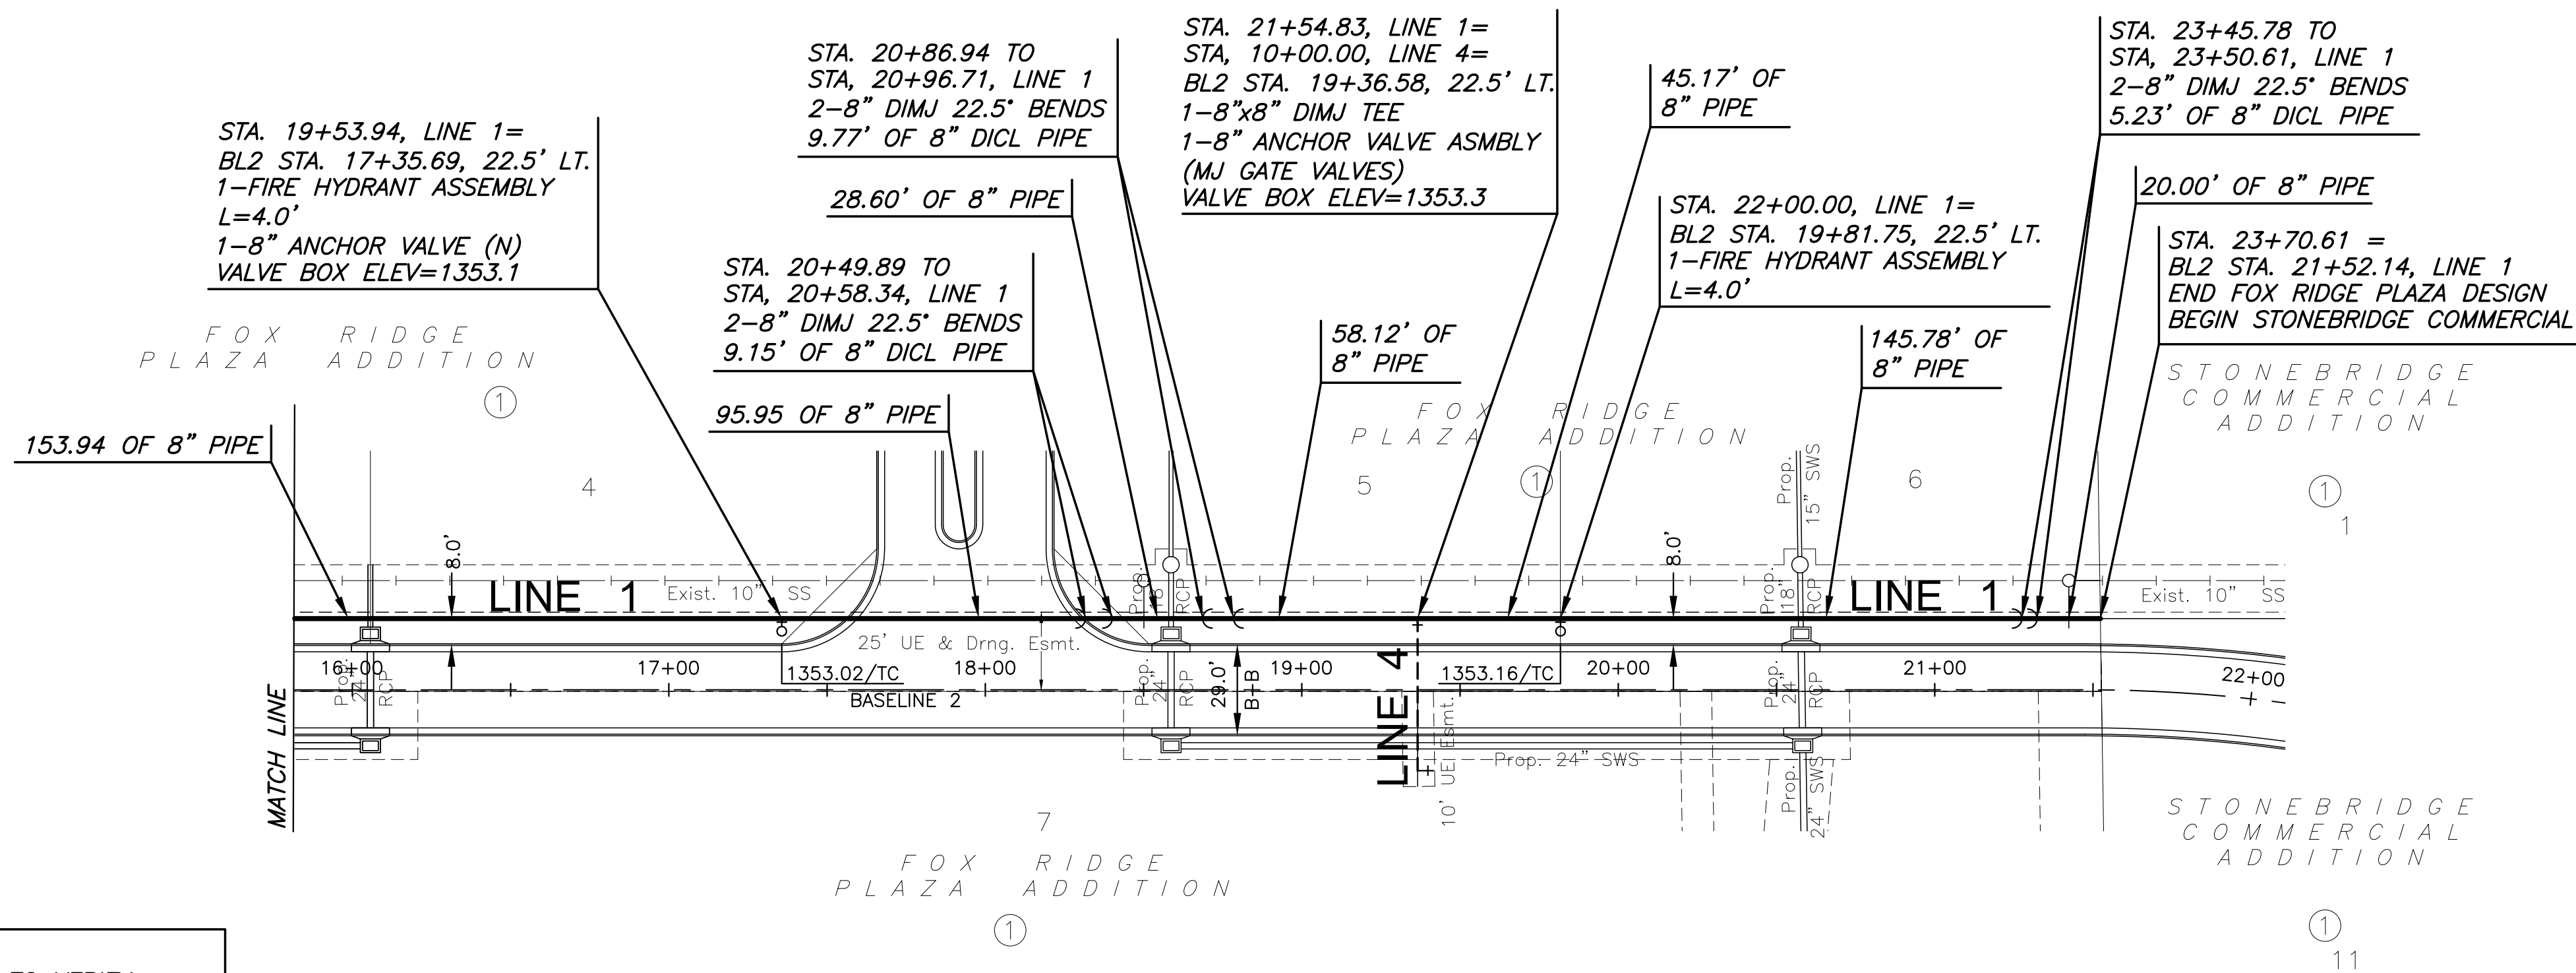 STA. 19+53.94, LINE 1=
BL2 STA. 17+35.69, 22.5' LT.
1-FIRE HYDRANT ASSEMBLY
L=4.0'
1-8" ANCHOR VALVE (N)
VALVE BOX ELEV=1353.1
STA. 20+86.94 TO
STA, 20+96.71, LINE 1
2-8" DIMJ 22.5° BENDS
9.77' OF 8" DICL PIPE
28.60' OF 8" PIPE
STA. 20+49.89 TO
STA, 20+58.34, LINE 1
2-8" DIMJ 22.5° BENDS
9.15' OF 8" DICL PIPE
95.95 OF 8" PIPE
153.94 OF 8" PIPE
STA. 21+54.83, LINE 1=
STA, 10+00.00, LINE 4=
BL2 STA. 19+36.58, 22.5' LT.
1-8"x8" DIMJ TEE
1-8" ANCHOR VALVE ASMBLY
(MJ GATE VALVES)
VALVE BOX ELEV=1353.3
45.17' OF
8" PIPE
58.12' OF
8" PIPE
STA. 22+00.00, LINE 1=
BL2 STA. 19+81.75, 22.5' LT.
1-FIRE HYDRANT ASSEMBLY
L=4.0'
145.78' OF
8" PIPE
STA. 23+45.78 TO
STA, 23+50.61, LINE 1
2-8" DIMJ 22.5° BENDS
5.23' OF 8" DICL PIPE
20.00' OF 8" PIPE
STA. 23+70.61 =
BL2 STA. 21+52.14, LINE 1
END FOX RIDGE PLAZA DESIGN
BEGIN STONEBRIDGE COMMERCIAL
FOX RIDGE
PLAZA ADDITION
1
4
FOX RIDGE
PLAZA ADDITION
1
5
6
STONEBRIDGE
COMMERCIAL
ADDITION
1
1
Prop.
15" SWS
8.0'
LINE 1
Exist. 10" SS
Prop.
18"
RCP
8.0'
Prop.
18"
RCP
LINE 1
Exist. 10" SS
25' UE & Drng. Esmt.
16+00
17+00
1353.02/TC
18+00
19+00
1353.16/TC
20+00
21+00
22+00
BASELINE 2
Prop.
24"
RCP
Prop.
24"
RCP
29.0'
B-B
LINE 4
10' UE Esmt.
Prop.
24"
RCP
Prop. 24" SWS
Prop.
24" SWS
MATCH LINE
7
FOX RIDGE
PLAZA ADDITION
1
STONEBRIDGE
COMMERCIAL
ADDITION
1
11